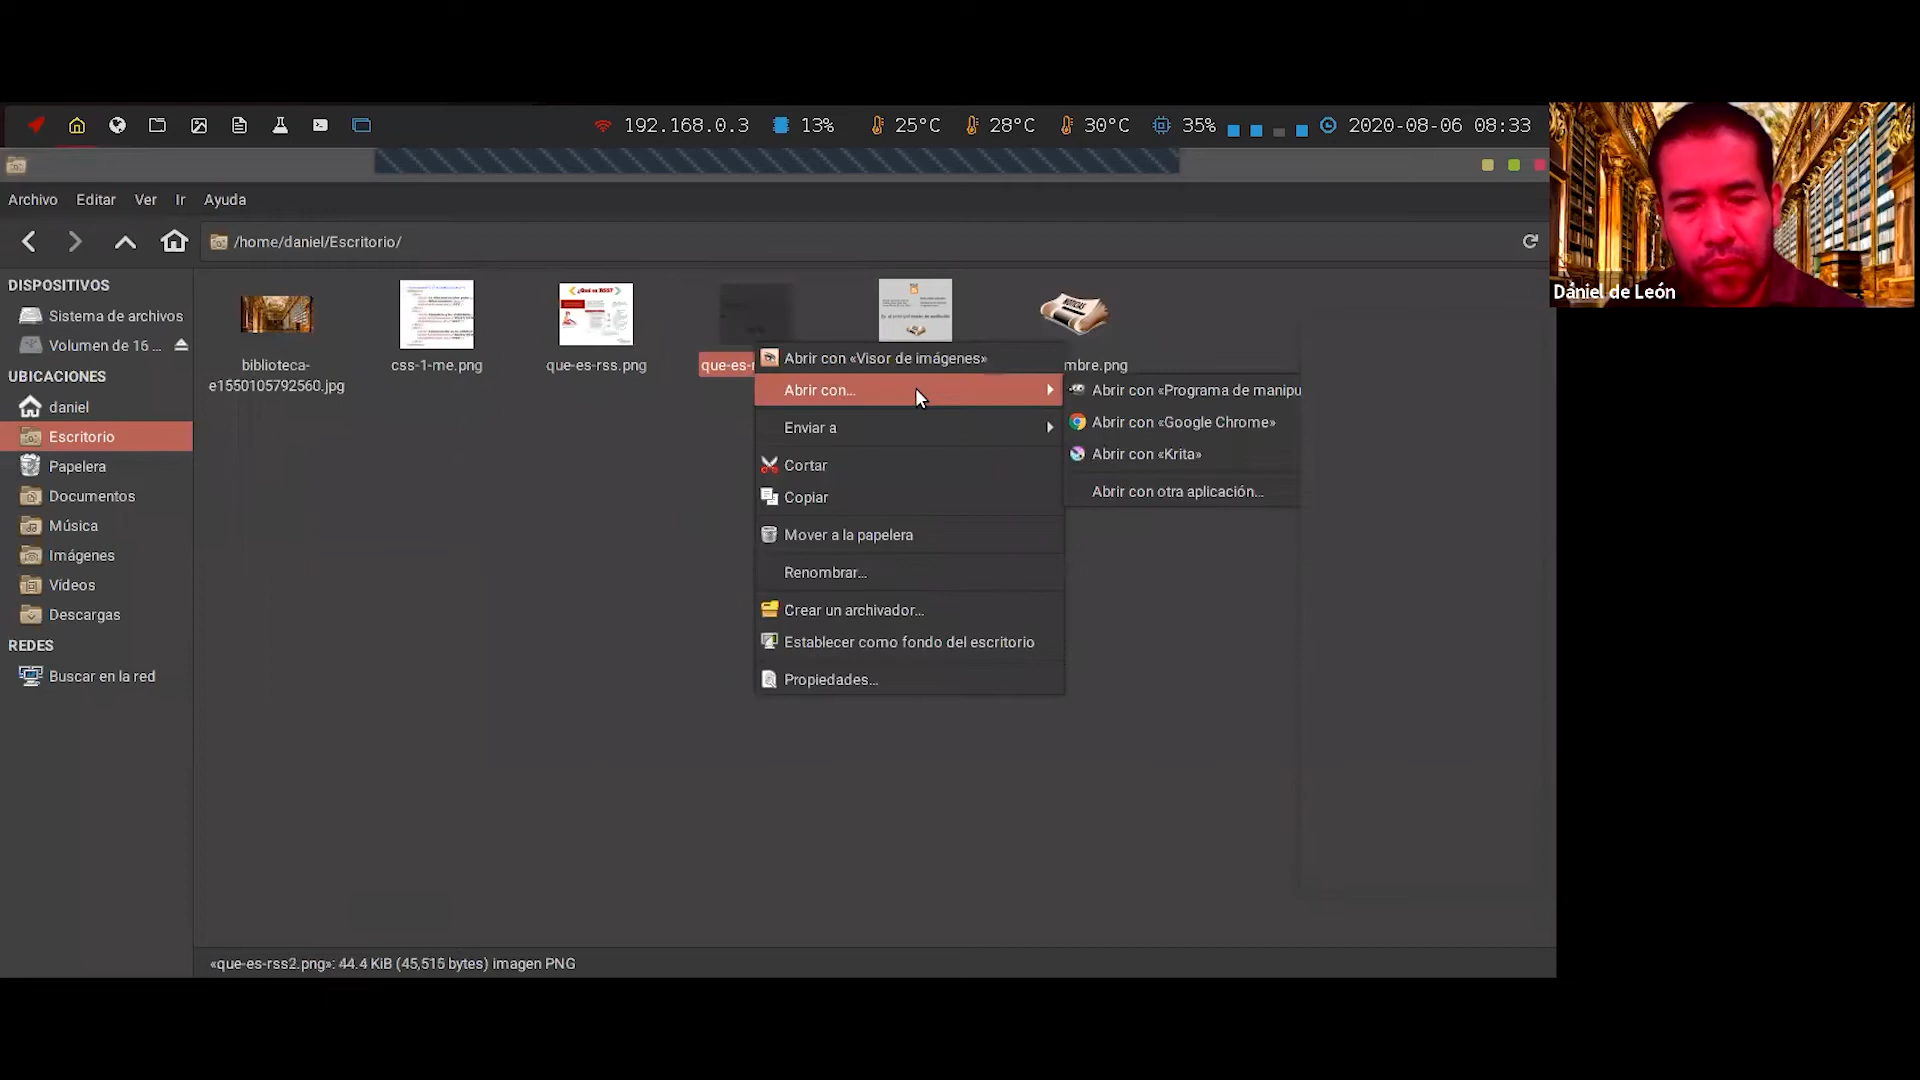 192.168.0.3 13% 25°C 28°C 30°C 35% 2020-08-06 08:33
Archivo Editar Ver Ir Ayuda
/home/daniel/Escritorio/
DISPOSITIVOS
Sistema de archivos
Volumen de 16 ...
UBICACIONES
daniel
Escritorio
Papelera
Documentos
Música
Imágenes
Vídeos
Descargas
REDES
Buscar en la red
¿Qué es RSS?
NOTICIAS
biblioteca-
e1550105792560.jpg
css-1-me.png
que-es-rss.png
que-es-r
mbre.png
Abrir con «Visor de imágenes»
Abrir con...
Enviar a
Cortar
Copiar
Mover a la papelera
Renombrar...
Crear un archivador...
Establecer como fondo del escritorio
Propiedades...
Abrir con «Programa de manipu
Abrir con «Google Chrome»
Abrir con «Krita»
Abrir con otra aplicación...
«que-es-rss2.png»: 44.4 KiB (45,515 bytes) imagen PNG
Dániel de León